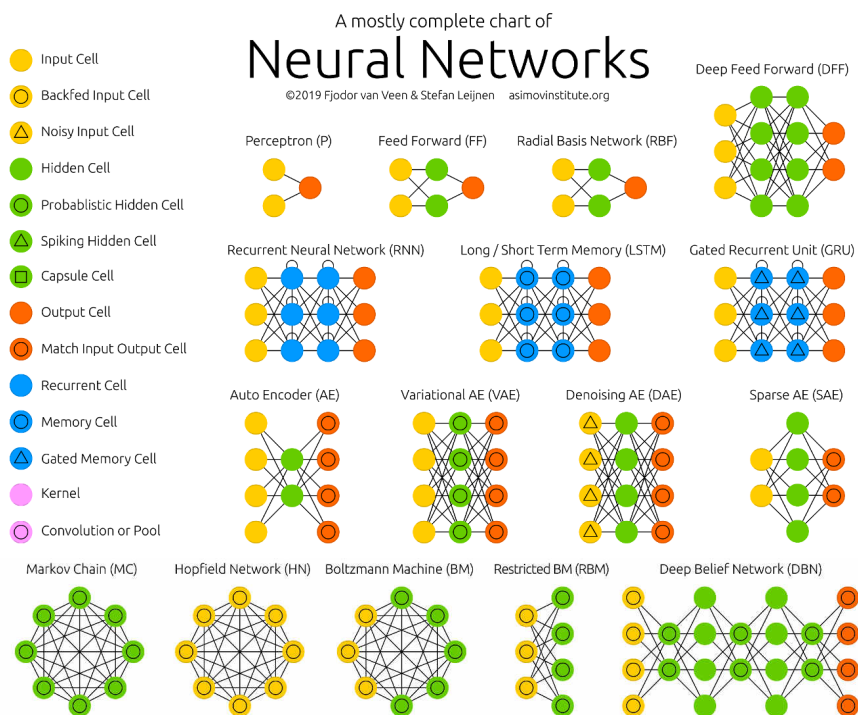 A mostly complete chart of
Neural Networks
©2019 Fjodor van Veen & Stefan Leijnen asimovinstitute.org
Input Cell
Backfed Input Cell
Noisy Input Cell
Hidden Cell
Probablistic Hidden Cell
Spiking Hidden Cell
Capsule Cell
Output Cell
Match Input Output Cell
Recurrent Cell
Memory Cell
Gated Memory Cell
Kernel
Convolution or Pool
Deep Feed Forward (DFF)
Perceptron (P)
Feed Forward (FF)
Radial Basis Network (RBF)
Recurrent Neural Network (RNN)
Long / Short Term Memory (LSTM)
Gated Recurrent Unit (GRU)
Auto Encoder (AE)
Variational AE (VAE)
Denoising AE (DAE)
Sparse AE (SAE)
Markov Chain (MC)
Hopfield Network (HN)
Boltzmann Machine (BM)
Restricted BM (RBM)
Deep Belief Network (DBN)